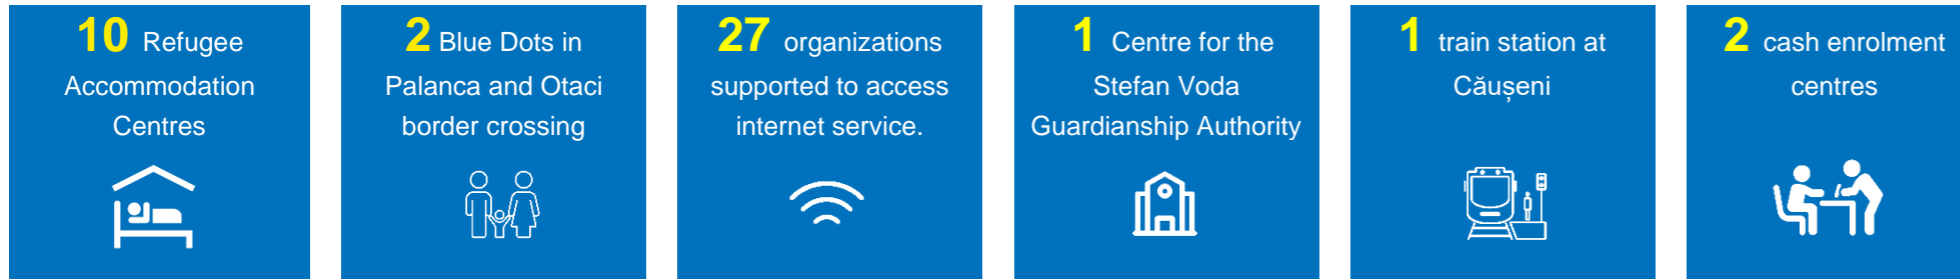 10 Refugee
Accommodation
Centres
2 Blue Dots in
Palanca and Otaci
border crossing
27 organizations
supported to access
internet service.
1 Centre for the
Stefan Voda
Guardianship Authority
1 train station at
Căușeni
2 cash enrolment
centres